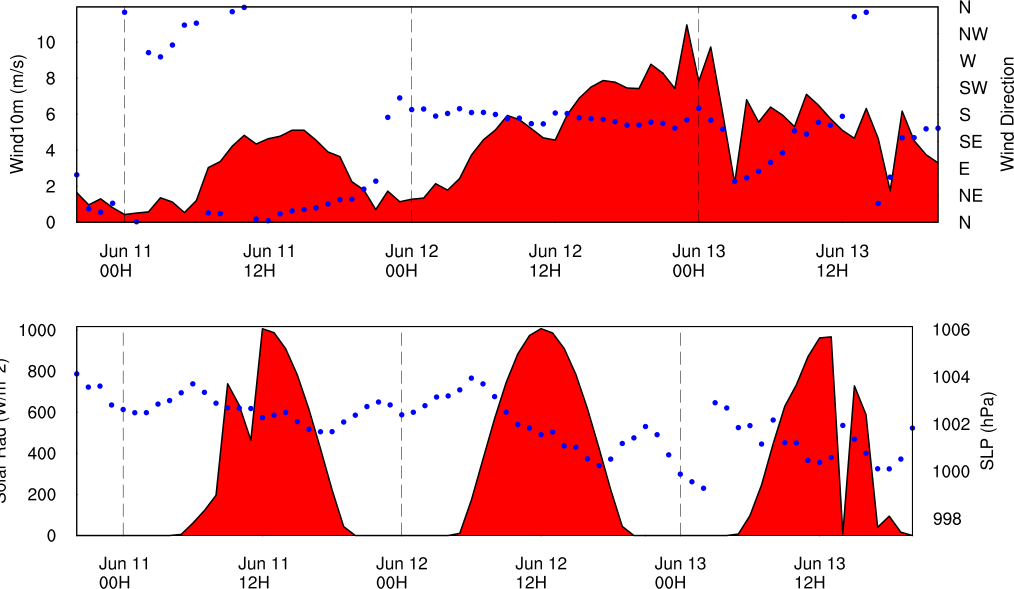 N
NW
W
SW
S
SE
E
NE
N
Wind Direction
10
8
6
4
2
0
Wind10m (m/s)
Jun 11 Jun 11 Jun 12 Jun 12 Jun 13 Jun 13
00H 12H 00H 12H 00H 12H
1000
800
600
400
200
0
Solar Rad (W/m^2)
1006
1004
1002
1000
998
SLP (hPa)
Jun 11 Jun 11 Jun 12 Jun 12 Jun 13 Jun 13
00H 12H 00H 12H 00H 12H